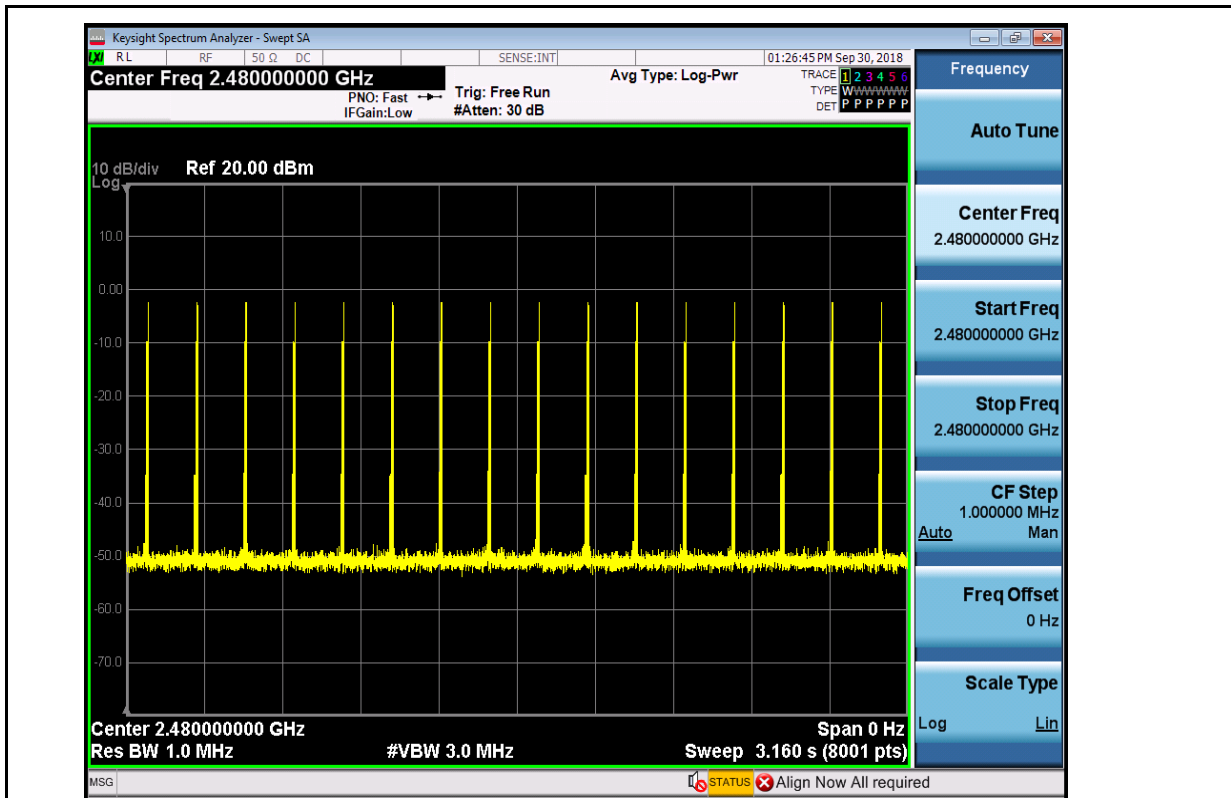 Keysight Spectrum Analyzer - Swept SA
LXI RL RF 50 Ω DC SENSE:INT 01:26:45 PM Sep 30, 2018
Center Freq 2.480000000 GHz
PNO: Fast
IFGain:Low
Trig: Free Run
#Atten: 30 dB
Avg Type: Log-Pwr
TRACE 1 2 3 4 5 6
TYPE WWWWWW
DET P P P P P P
10 dB/div Ref 20.00 dBm
Log
10.0
0.00
-10.0
-20.0
-30.0
-40.0
-50.0
-60.0
-70.0
Center 2.480000000 GHz Span 0 Hz
Res BW 1.0 MHz #VBW 3.0 MHz Sweep 3.160 s (8001 pts)
MSG STATUS Align Now All required
Frequency
Auto Tune
Center Freq
2.480000000 GHz
Start Freq
2.480000000 GHz
Stop Freq
2.480000000 GHz
CF Step
1.000000 MHz
Auto Man
Freq Offset
0 Hz
Scale Type
Log Lin